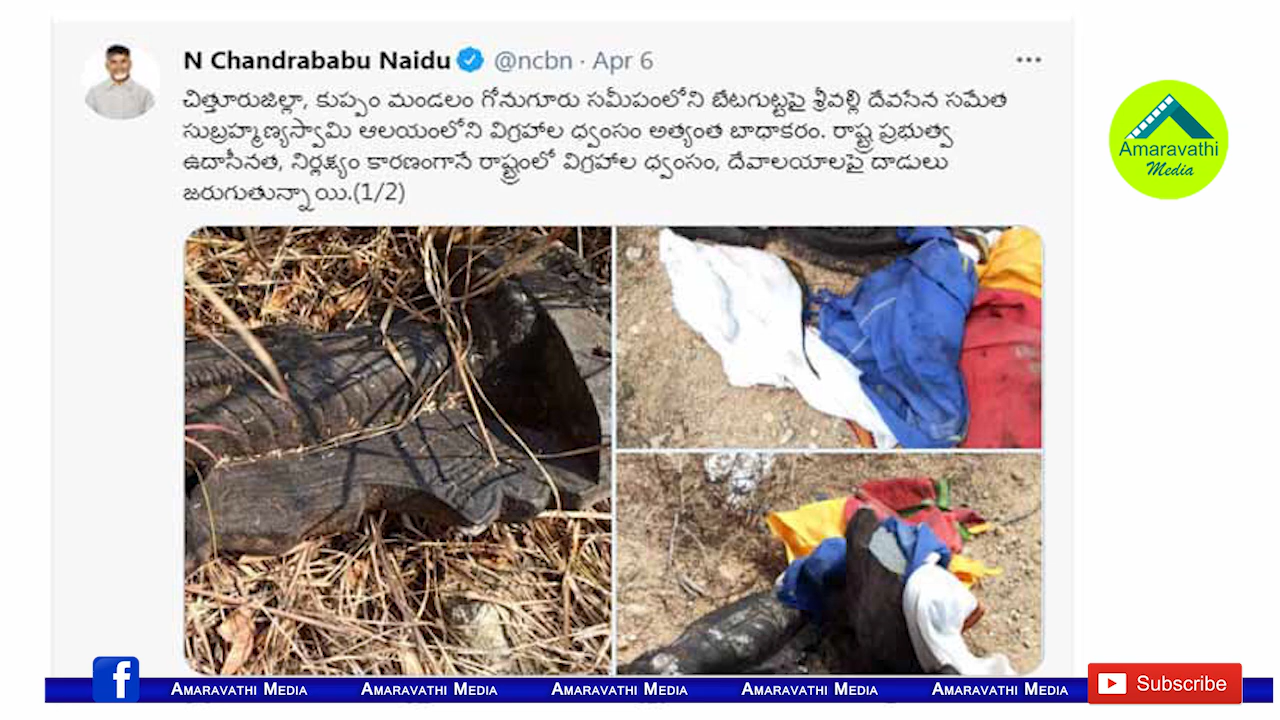 N Chandrababu Naidu @ncbn · Apr 6
చిత్తూరుజిల్లా, కుప్పం మండలం గోనుగూరు సమీపంలోని బేటగుట్టపై శ్రీవల్లి దేవసేన సమేత
సుబ్రహ్మణ్యస్వామి ఆలయంలోని విగ్రహాల ధ్వంసం అత్యంత బాధాకరం. రాష్ట్ర ప్రభుత్వ
ఉదాసీనత, నిర్లక్ష్యం కారణంగానే రాష్ట్రంలో విగ్రహాల ధ్వంసం, దేవాలయాలపై దాడులు
జరుగుతున్నాయి.(1/2)
Amaravathi
Media
f AMARAVATHI MEDIA AMARAVATHI MEDIA AMARAVATHI MEDIA AMARAVATHI MEDIA AMARAVATHI MEDIA
Subscribe